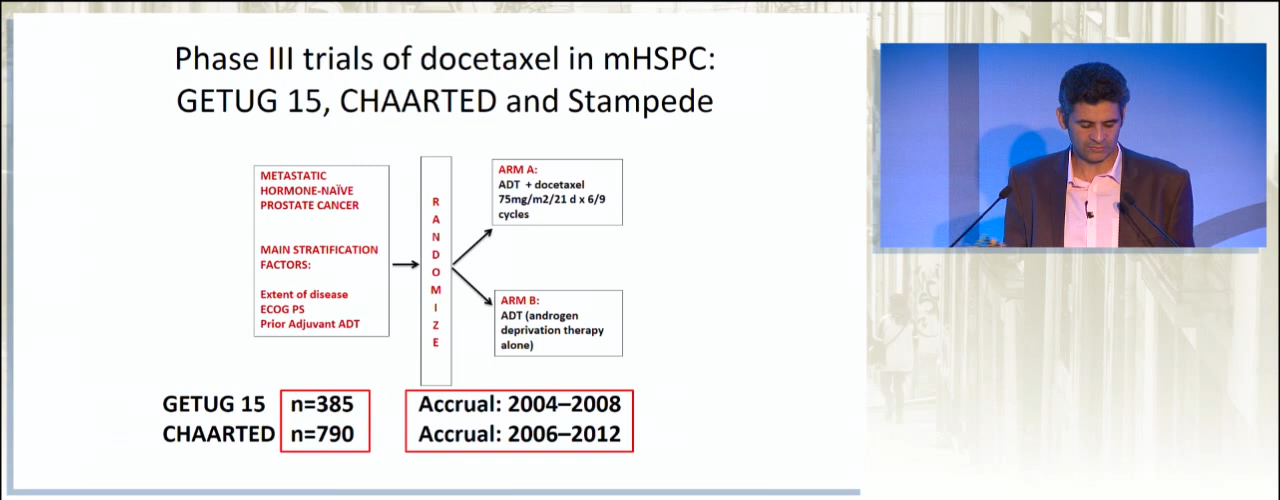 Phase III trials of docetaxel in mHSPC:
GETUG 15, CHAARTED and Stampede
METASTATIC
HORMONE-NAÏVE
PROSTATE CANCER
MAIN STRATIFICATION
FACTORS:
Extent of disease
ECOG PS
Prior Adjuvant ADT
R
A
N
D
O
M
I
Z
E
ARM A:
ADT + docetaxel
75mg/m2/21 d x 6/9
cycles
ARM B:
ADT (androgen
deprivation therapy
alone)
GETUG 15 n=385 Accrual: 2004–2008
CHAARTED n=790 Accrual: 2006–2012